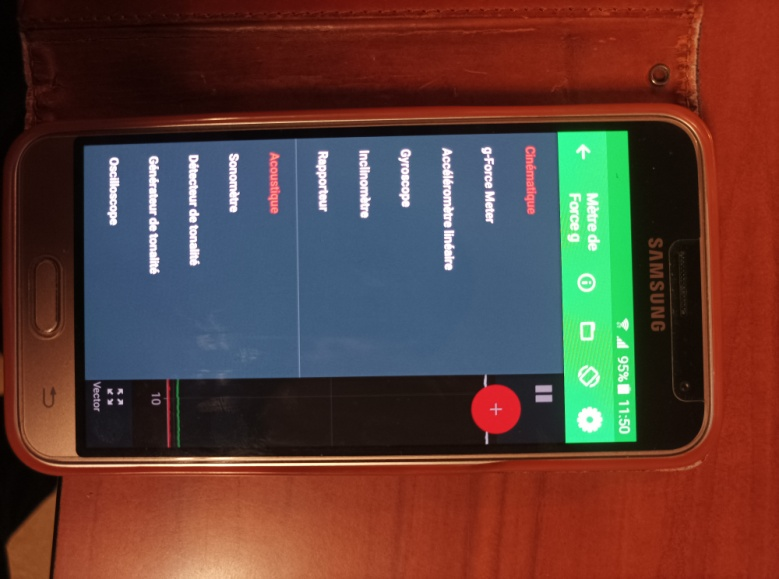 SAMSUNG
95% 11:50
Mètre de
Force g
Cinématique
g-Force Meter
Accéléromètre linéaire
Gyroscope
Inclinomètre
Rapporteur
Acoustique
Sonomètre
Détecteur de tonalité
Générateur de tonalité
Oscilloscope
10
Vector